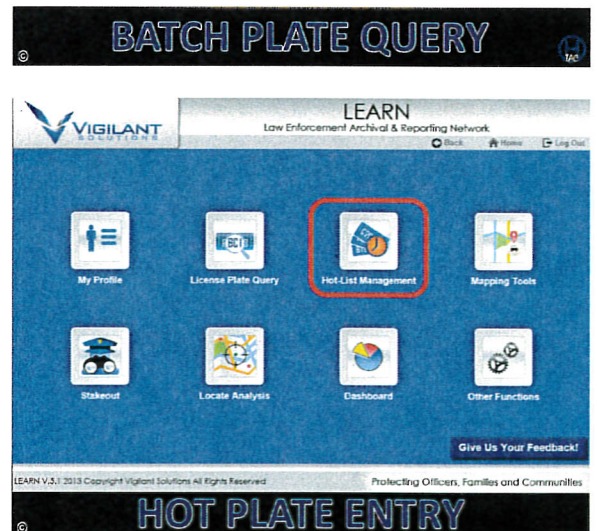 BATCH PLATE QUERY
©
TAG
VIGILANT
SOLUTIONS
LEARN
Law Enforcement Archival & Reporting Network
Back Home Log Out
BCI
My Profile License Plate Query Hot-List Management Mapping Tools
Stakeout Locate Analysis Dashboard Other Functions
Give Us Your Feedback!
LEARN V.5.1 2013 Copyright Vigilant Solutions All Rights Reserved Protecting Officers, Families and Communities
HOT PLATE ENTRY
©